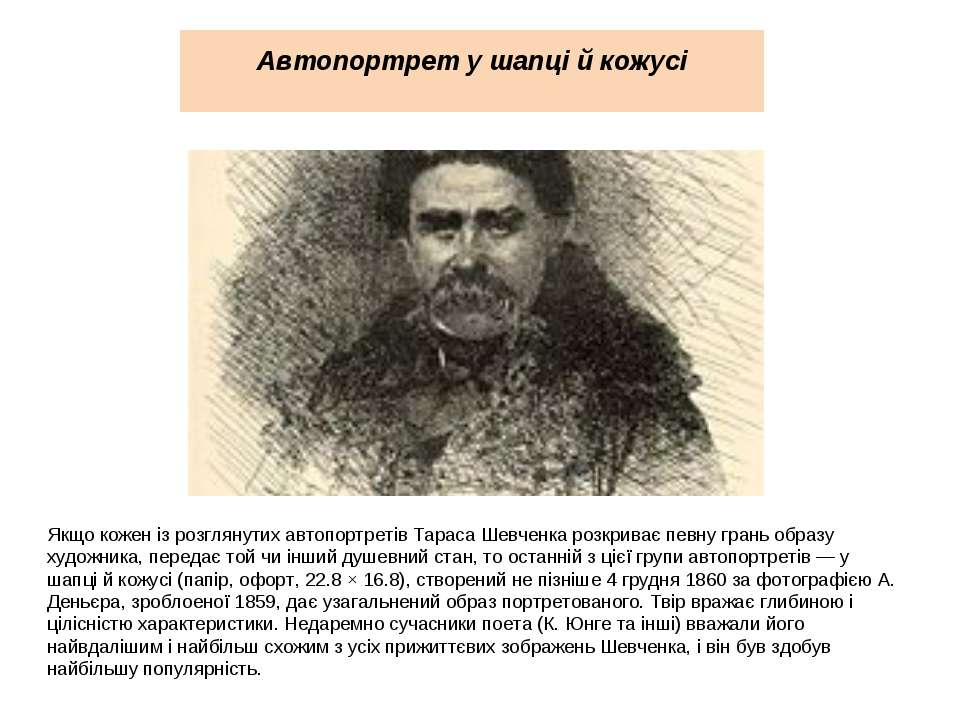 Автопортрет у шапці й кожусі
Якщо кожен із розглянутих автопортретів Тараса Шевченка розкриває певну грань образу
художника, передає той чи інший душевний стан, то останній з цієї групи автопортретів — у
шапці й кожусі (папір, офорт, 22.8 × 16.8), створений не пізніше 4 грудня 1860 за фотографією А.
Деньєра, зроблоеної 1859, дає узагальнений образ портретованого. Твір вражає глибиною і
цілісністю характеристики. Недаремно сучасники поета (К. Юнге та інші) вважали його
найвдалішим і найбільш схожим з усіх прижиттєвих зображень Шевченка, і він був здобув
найбільшу популярність.